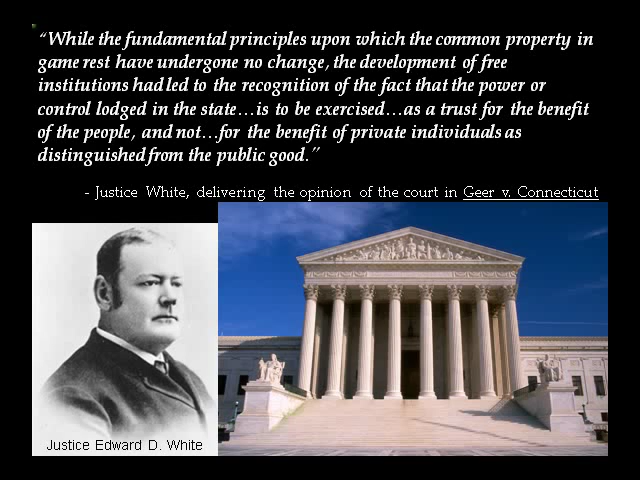 “While the fundamental principles upon which the common property in
game rest have undergone no change, the development of free
institutions had led to the recognition of the fact that the power or
control lodged in the state…is to be exercised…as a trust for the benefit
of the people, and not…for the benefit of private individuals as
distinguished from the public good.”
- Justice White, delivering the opinion of the court in Geer v. Connecticut
Justice Edward D. White